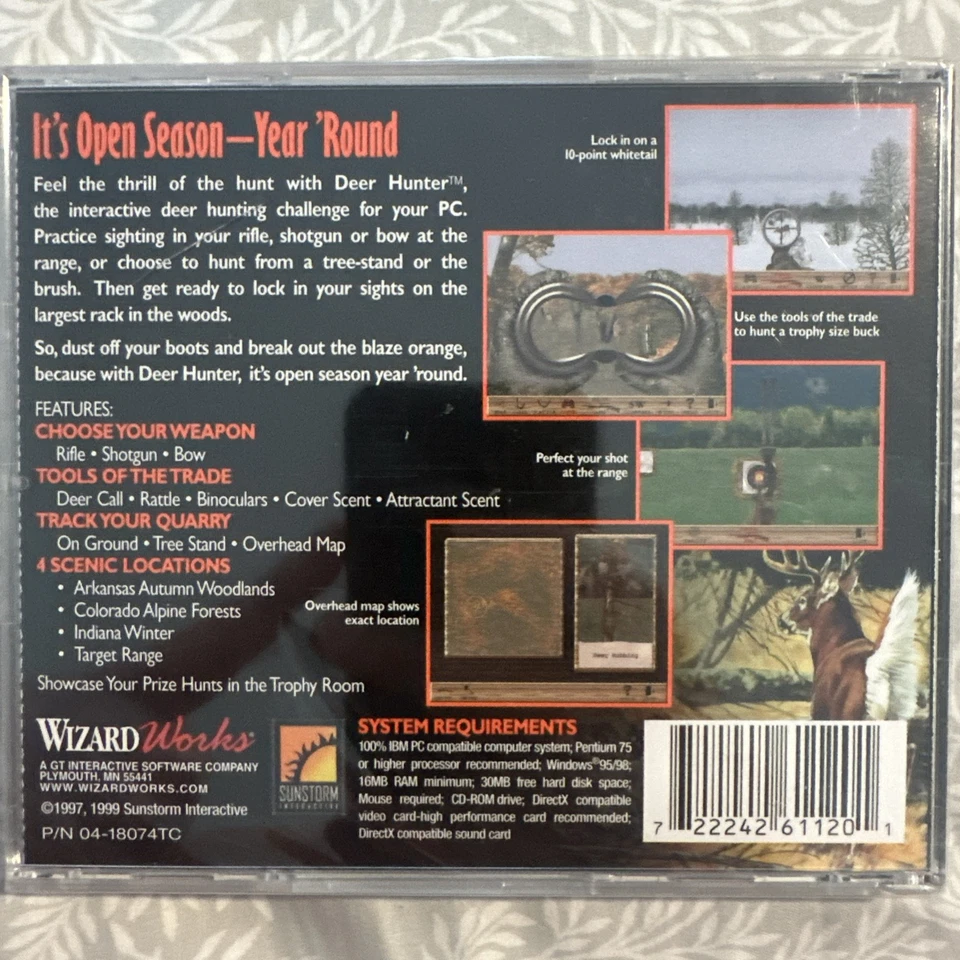 It's Open Season—Year 'Round
Feel the thrill of the hunt with Deer Hunter™,
the interactive deer hunting challenge for your PC.
Practice sighting in your rifle, shotgun or bow at the
range, or choose to hunt from a tree-stand or the
brush. Then get ready to lock in your sights on the
largest rack in the woods.
So, dust off your boots and break out the blaze orange,
because with Deer Hunter, it's open season year 'round.
FEATURES:
CHOOSE YOUR WEAPON
Rifle • Shotgun • Bow
TOOLS OF THE TRADE
Deer Call • Rattle • Binoculars • Cover Scent • Attractant Scent
TRACK YOUR QUARRY
On Ground • Tree Stand • Overhead Map
4 SCENIC LOCATIONS
• Arkansas Autumn Woodlands
• Colorado Alpine Forests
• Indiana Winter
• Target Range
Showcase Your Prize Hunts in the Trophy Room
Lock in on a
10-point whitetail
Use the tools of the trade
to hunt a trophy size buck
Perfect your shot
at the range
Overhead map shows
exact location
WIZARDWorks®
A GT INTERACTIVE SOFTWARE COMPANY
PLYMOUTH, MN 55441
WWW.WIZARDWORKS.COM
©1997, 1999 Sunstorm Interactive
P/N 04-18074TC
SUNSTORM
INTERACTIVE
SYSTEM REQUIREMENTS
100% IBM PC compatible computer system; Pentium 75
or higher processor recommended; Windows® 95/98;
16MB RAM minimum; 30MB free hard disk space;
Mouse required; CD-ROM drive; DirectX compatible
video card-high performance card recommended;
DirectX compatible sound card
7 22242 61120 1